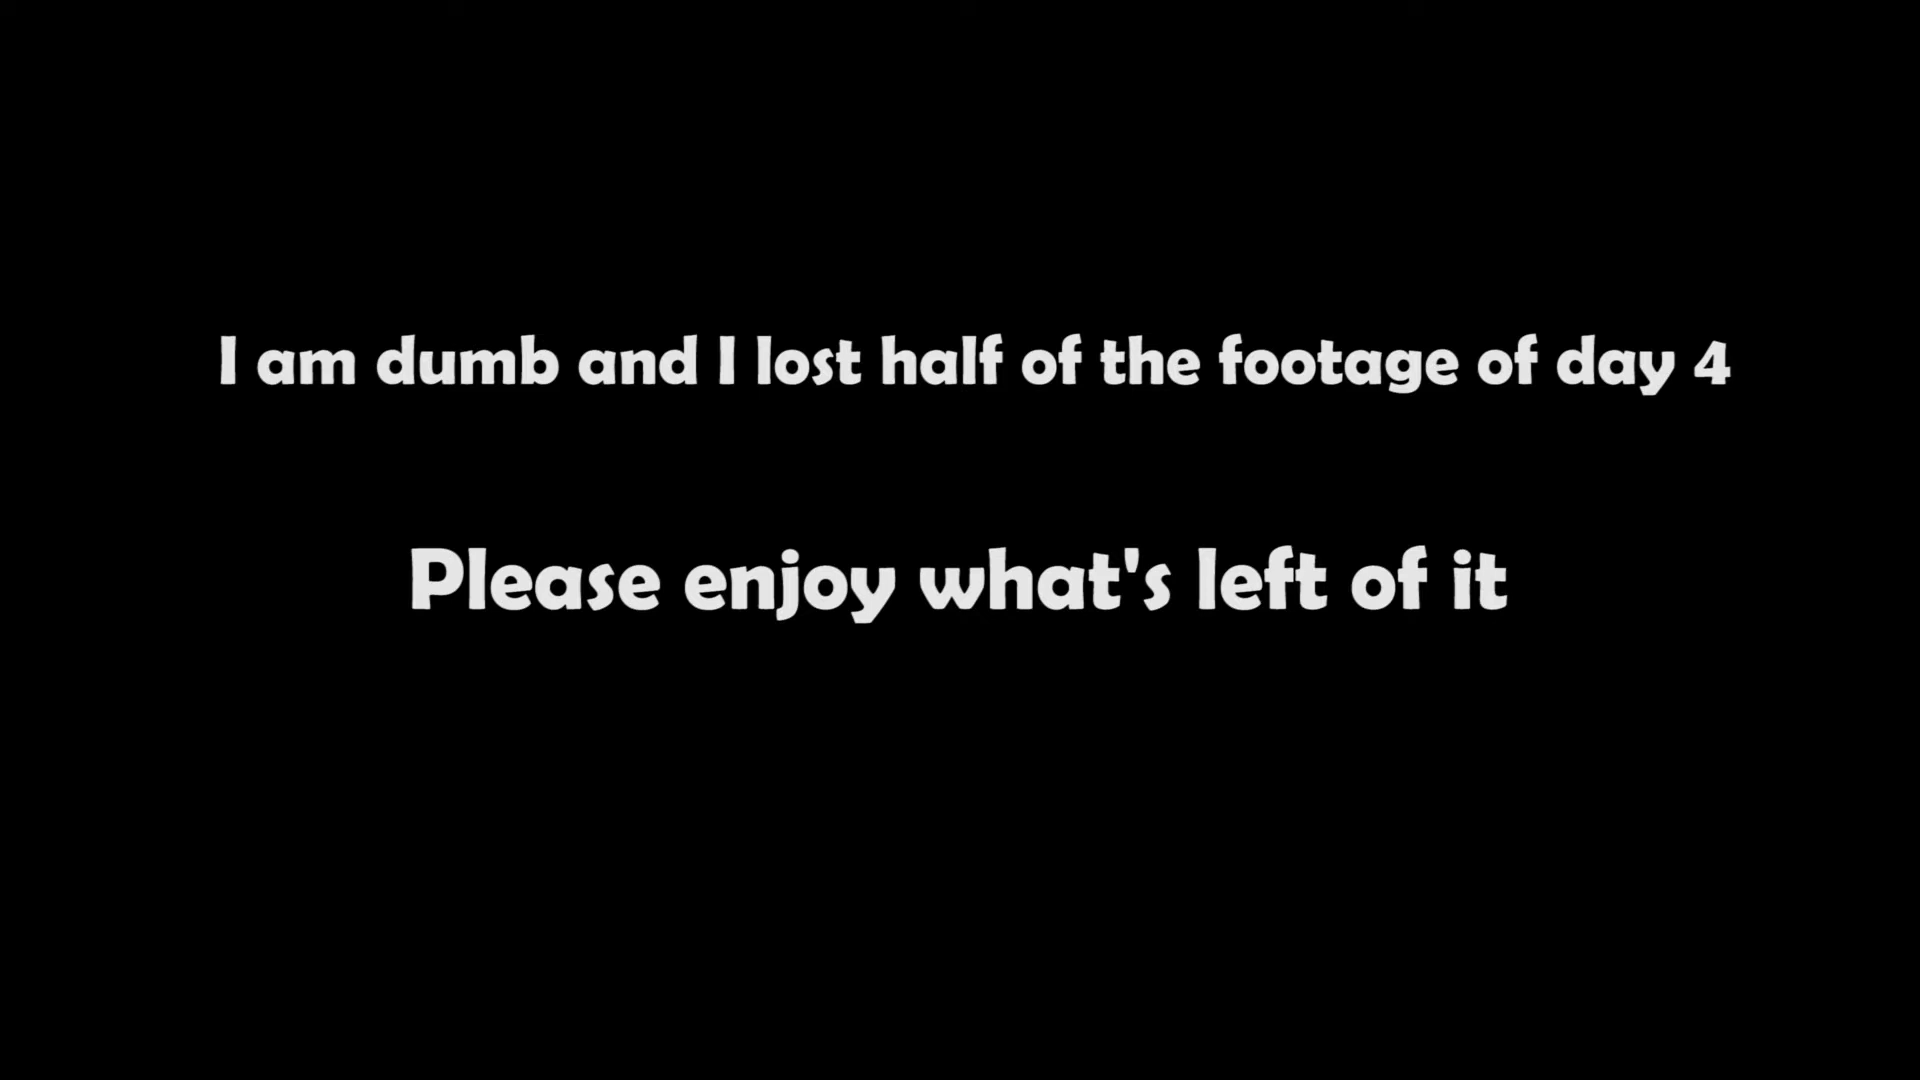 I am dumb and I lost half of the footage of day 4
Please enjoy what's left of it